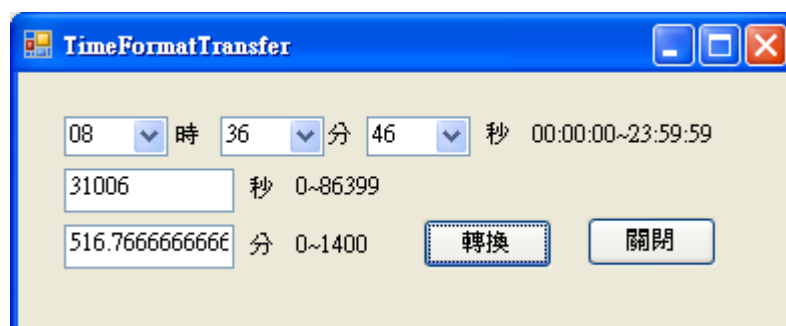 TimeFormatTransfer
08 時 36 分 46 秒 00:00:00~23:59:59
31006 秒 0~86399
516.7666666666 分 0~1400 轉換 關閉